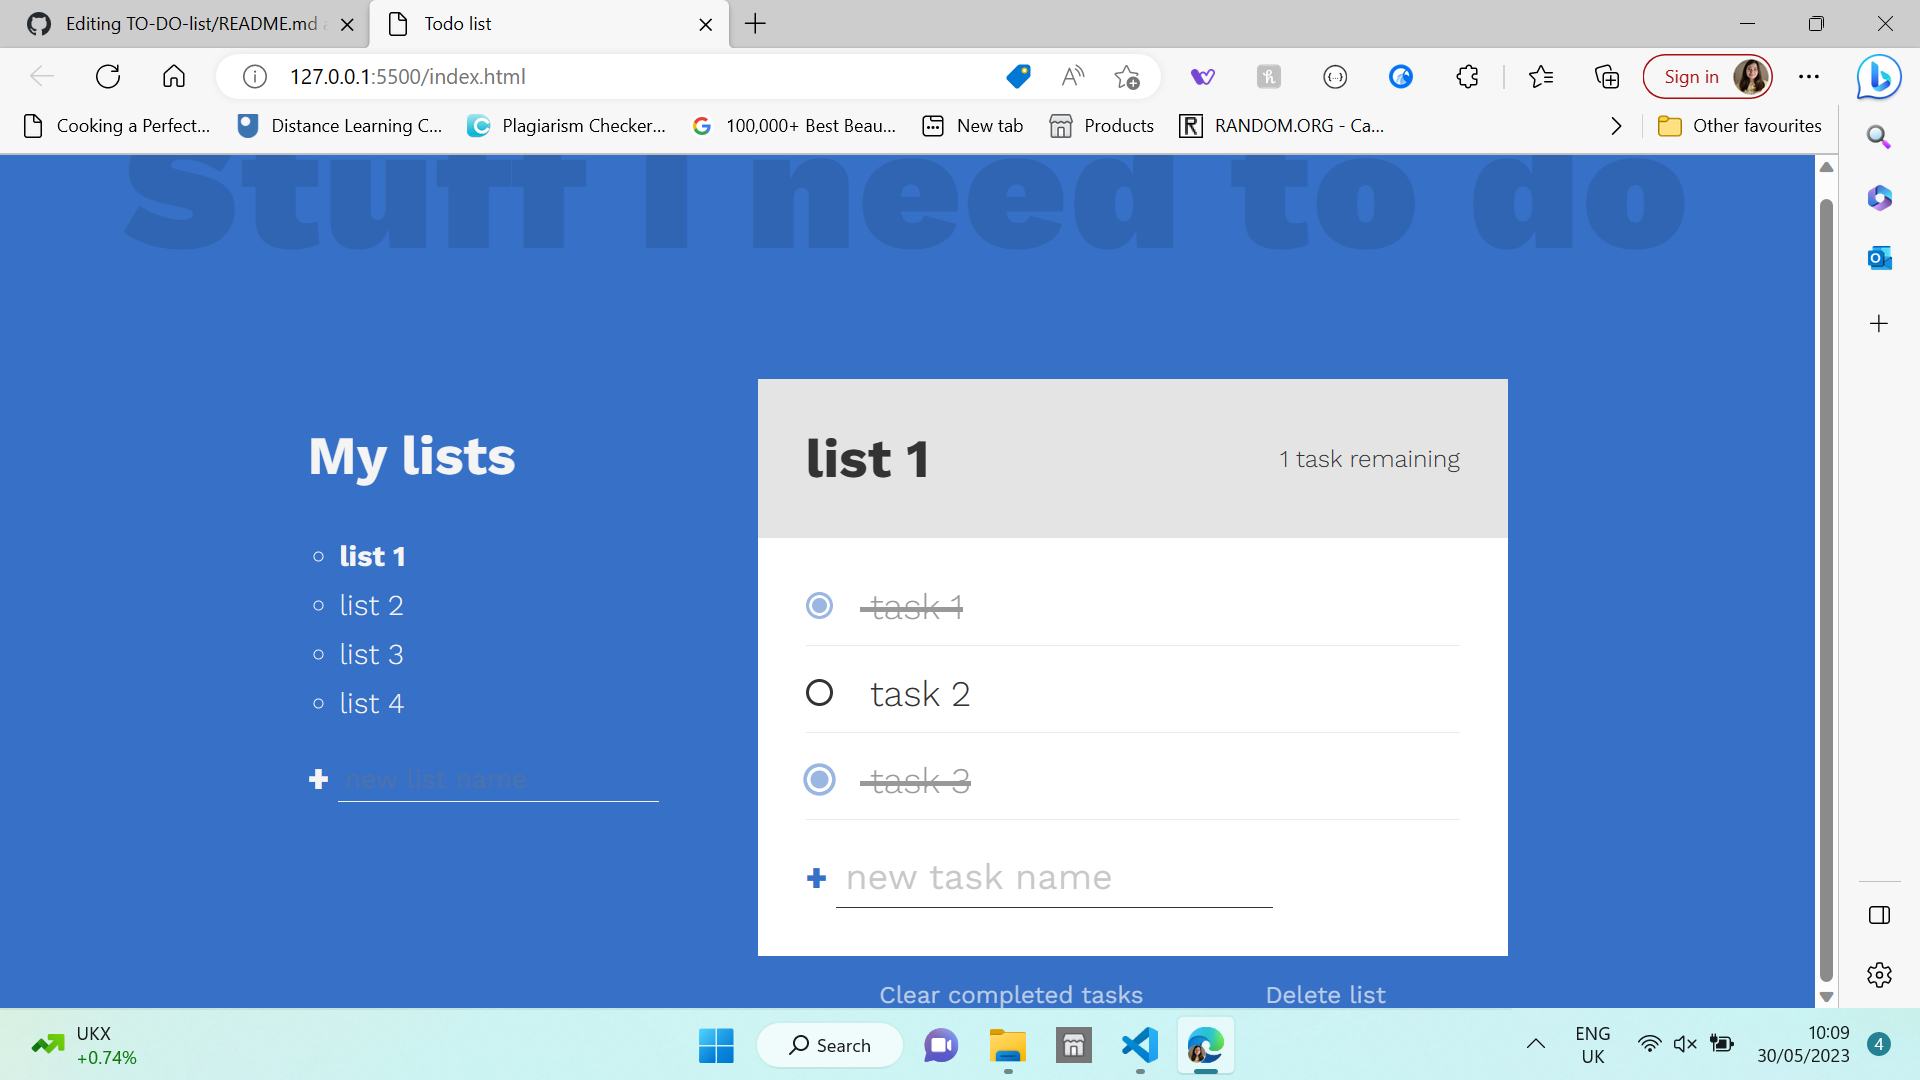 Editing TO-DO-list/README.md a
Todo list
127.0.0.1:5500/index.html
Sign in
Cooking a Perfect...
Distance Learning C...
Plagiarism Checker...
100,000+ Best Beau...
New tab
Products
RANDOM.ORG - Ca...
Other favourites
Stuff I need to do
My lists
list 1
list 2
list 3
list 4
new list name
list 1
1 task remaining
task 1
task 2
task 3
new task name
Clear completed tasks
Delete list
UKX
+0.74%
Search
ENG
UK
10:09
30/05/2023
4